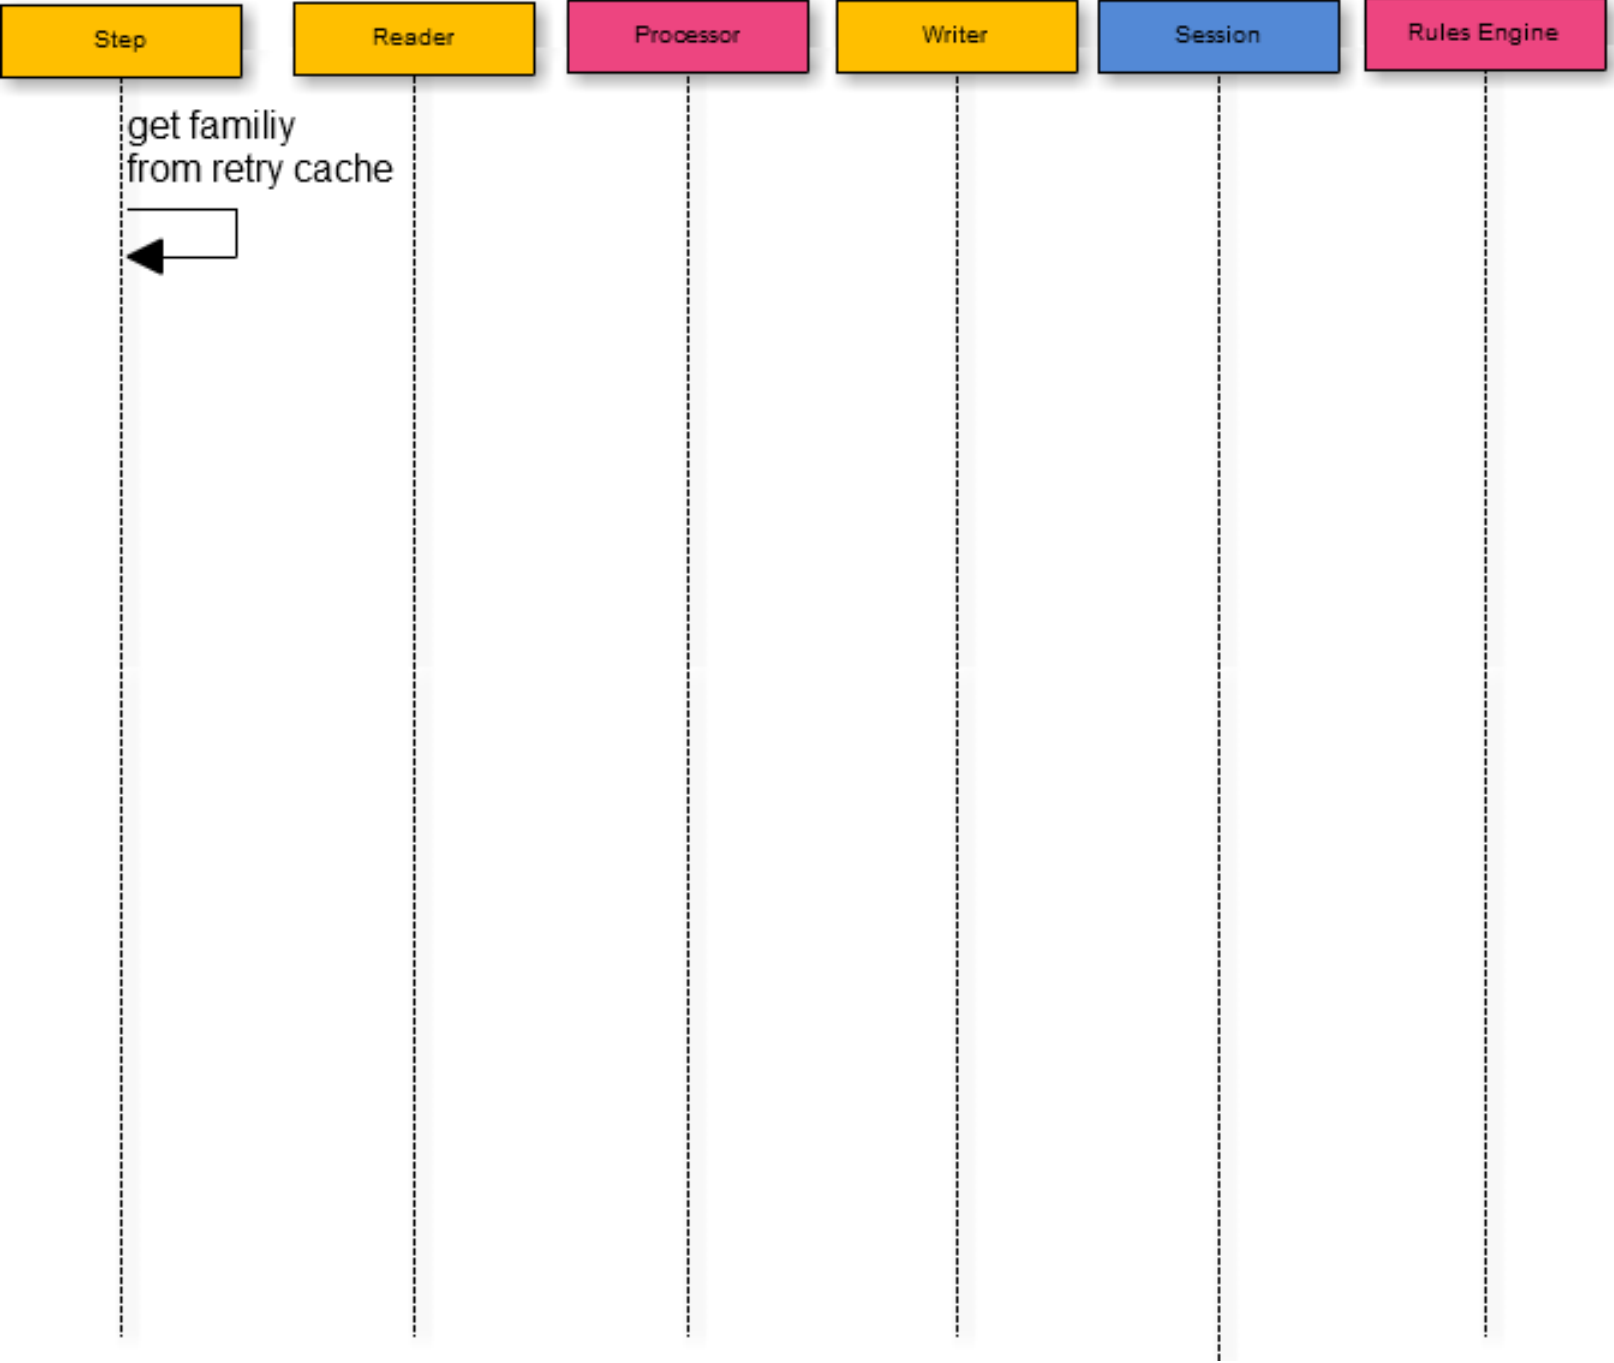 Step
Reader
Processor
Writer
Session
Rules Engine
get familiy
from retry cache